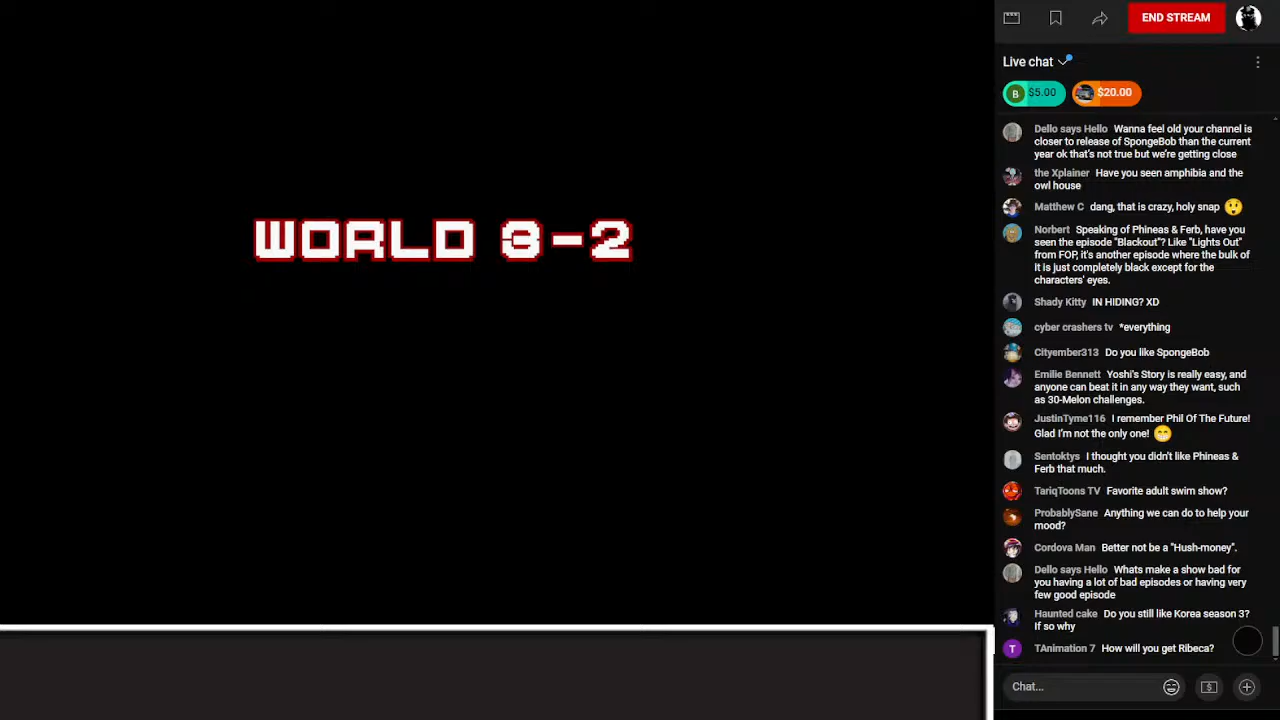 END STREAM
Live chat
B $5.00
$20.00
Dello says Hello Wanna feel old your channel is
closer to release of SpongeBob than the current
year ok that's not true but we're getting close
the Xplainer Have you seen amphibia and the
owl house
Matthew C dang, that is crazy, holy snap 😲
Norbert Speaking of Phineas & Ferb, have you
seen the episode "Blackout"? Like "Lights Out"
from FOP, it's another episode where the bulk of
it is just completely black except for the
characters' eyes.
WORLD 3-2
Shady Kitty IN HIDING? XD
cyber crashers tv *everything
Cityember313 Do you like SpongeBob
Emilie Bennett Yoshi's Story is really easy, and
anyone can beat it in any way they want, such
as 30-Melon challenges.
JustinTyme116 I remember Phil Of The Future!
Glad I'm not the only one! 😁
Sentoktys I thought you didn't like Phineas &
Ferb that much.
TariqToons TV Favorite adult swim show?
ProbablySane Anything we can do to help your
mood?
Cordova Man Better not be a "Hush-money".
Dello says Hello Whats make a show bad for
you having a lot of bad episodes or having very
few good episode
Haunted cake Do you still like Korea season 3?
If so why
T TAnimation 7 How will you get Ribeca?
Chat...